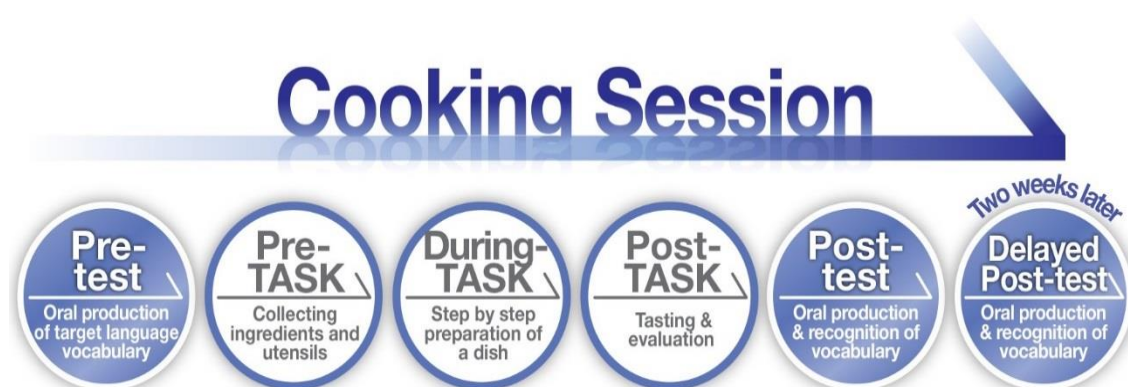 Cooking Session
Pre-
test
Oral production
of target language
vocabulary
Pre-
TASK
Collecting
ingredients and
utensils
During-
TASK
Step by step
preparation of
a dish
Post-
TASK
Tasting &
evaluation
Post-
test
Oral production
& recognition of
vocabulary
Two weeks later
Delayed
Post-test
Oral production
& recognition of
vocabulary